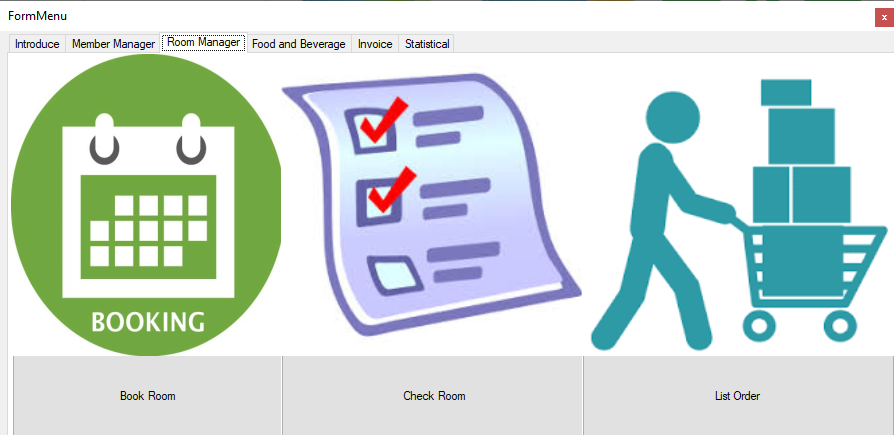 FormMenu
x
Introduce Member Manager Room Manager Food and Beverage Invoice Statistical
BOOKING
Book Room Check Room List Order